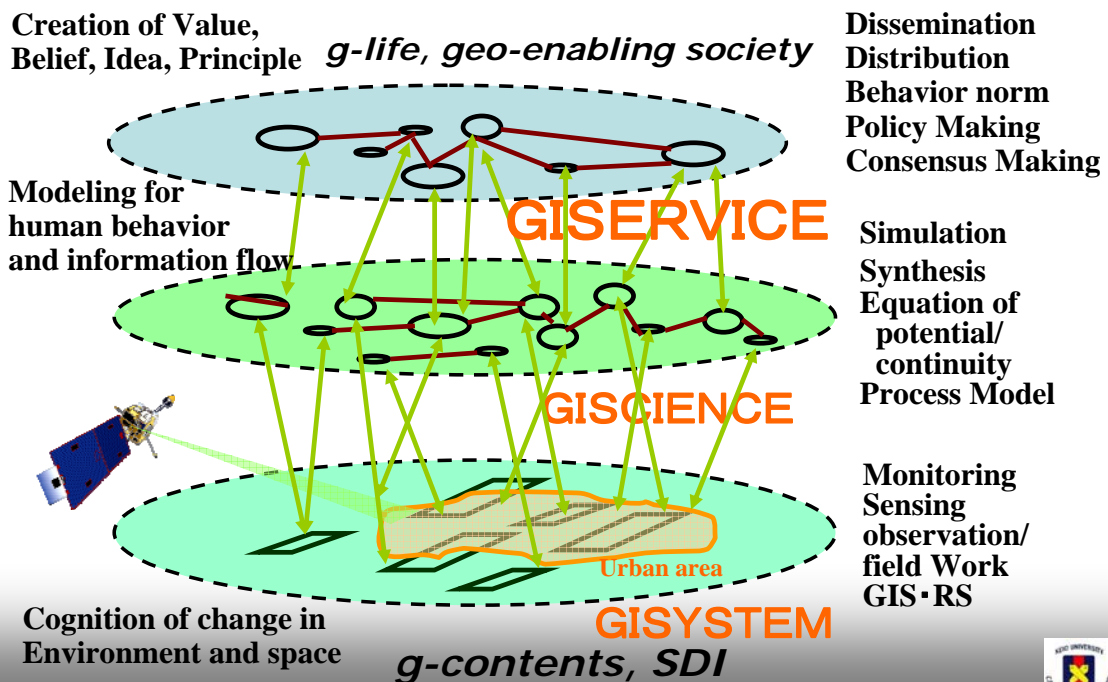 Creation of Value,
Belief, Idea, Principle
g-life, geo-enabling society
Dissemination
Distribution
Behavior norm
Policy Making
Consensus Making
Modeling for
human behavior
and information flow
GISERVICE
Simulation
Synthesis
Equation of
potential/
continuity
Process Model
GISCIENCE
Monitoring
Sensing
observation/
field Work
GIS・RS
Urban area
GISYSTEM
Cognition of change in
Environment and space
g-contents, SDI
KEIO UNIVERSITY